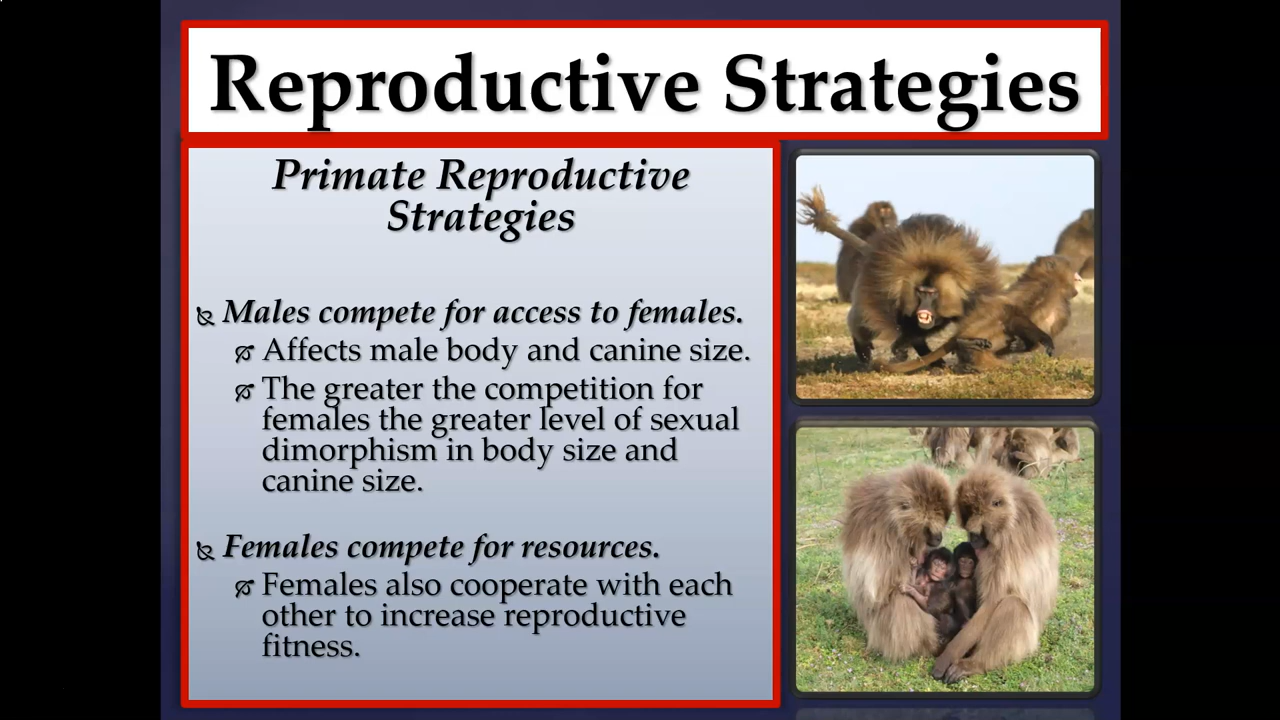 Reproductive Strategies
Primate Reproductive
Strategies
Males compete for access to females.
Affects male body and canine size.
The greater the competition for
females the greater level of sexual
dimorphism in body size and
canine size.
Females compete for resources.
Females also cooperate with each
other to increase reproductive
fitness.